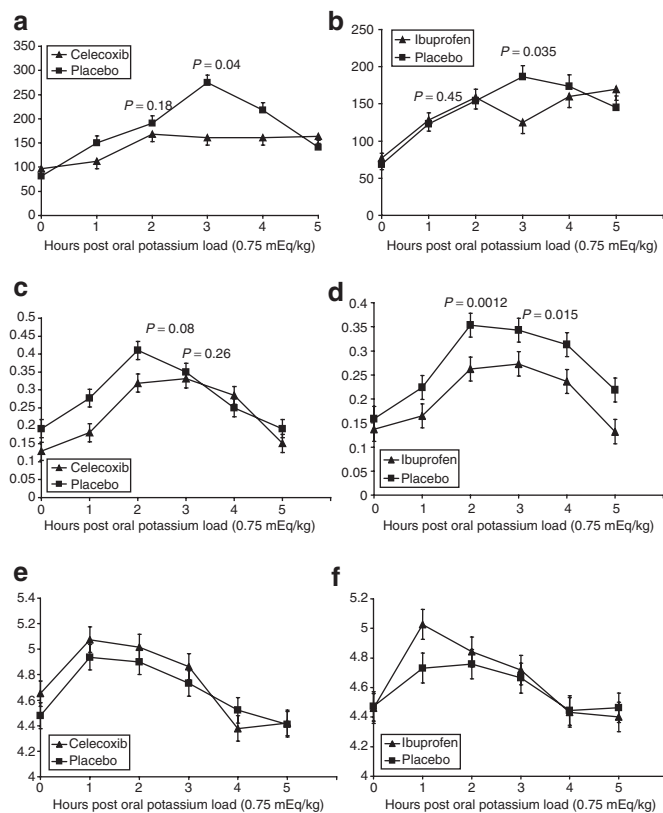 a
Celecoxib
Placebo
P = 0.04
P = 0.18
350
300
250
200
150
100
50
0
0 1 2 3 4 5
Hours post oral potassium load (0.75 mEq/kg)
b
Ibuprofen
Placebo
P = 0.035
P = 0.45
250
200
150
100
50
0
0 1 2 3 4 5
Hours post oral potassium load (0.75 mEq/kg)
c
P = 0.08
P = 0.26
0.5
0.45
0.4
0.35
0.3
0.25
0.2
0.15
0.1
0.05
0
Celecoxib
Placebo
0 1 2 3 4 5
Hours post oral potassium load (0.75 mEq/kg)
d
P = 0.0012
P = 0.015
0.4
0.35
0.3
0.25
0.2
0.15
0.1
0.05
0
Ibuprofen
Placebo
0 1 2 3 4 5
Hours post oral potassium load (0.75 mEq/kg)
e
5.4
5.2
5
4.8
4.6
4.4
4.2
4
Celecoxib
Placebo
0 1 2 3 4 5
Hours post oral potassium load (0.75 mEq/kg)
f
5.2
5
4.8
4.6
4.4
4.2
4
Ibuprofen
Placebo
0 1 2 3 4 5
Hours post oral potassium load (0.75 mEq/kg)